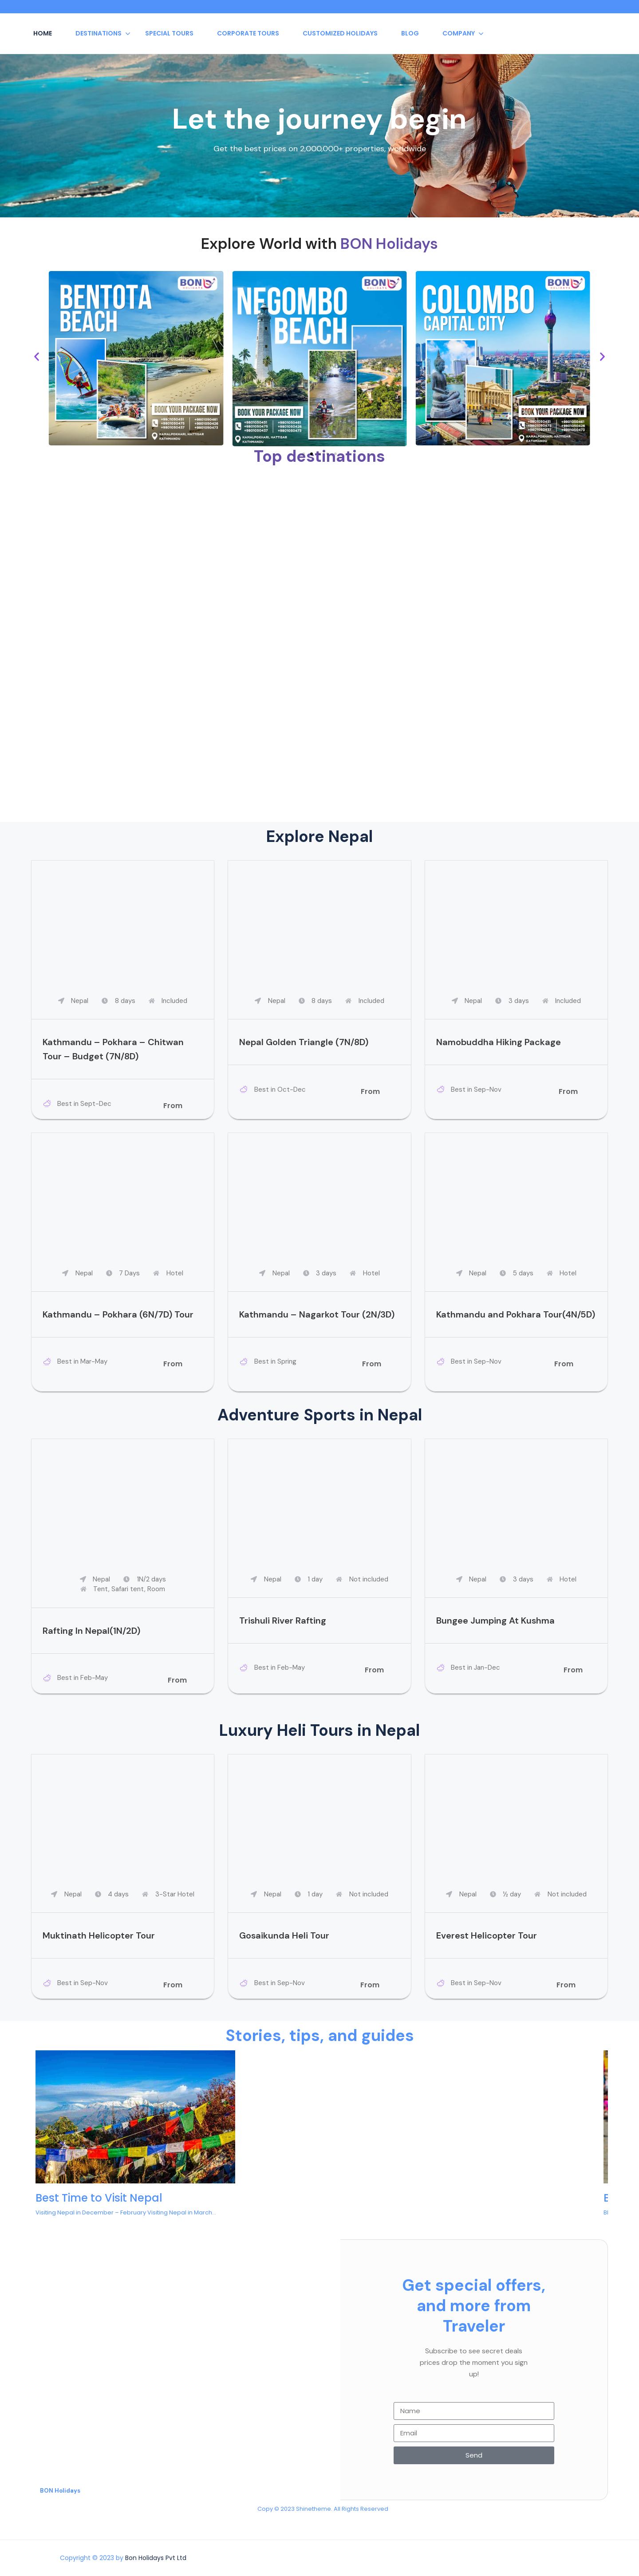 HOME DESTINATIONS SPECIAL TOURS CORPORATE TOURS CUSTOMIZED HOLIDAYS BLOG COMPANY
Let the journey begin
Get the best prices on 2,000,000+ properties, worldwide
Explore World with BON Holidays
BON
BENTOTA
BEACH
BOOK YOUR PACKAGE NOW
KAMALPOKHARI, HATTISAR
KATHMANDU
BON
NEGOMBO
BEACH
BOOK YOUR PACKAGE NOW
KAMALPOKHARI, HATTISAR
KATHMANDU
BON
COLOMBO
CAPITAL CITY
BOOK YOUR PACKAGE NOW
KAMALPOKHARI, HATTISAR
KATHMANDU
Top destinations
Explore Nepal
Nepal 8 days Included
Kathmandu – Pokhara – Chitwan
Tour – Budget (7N/8D)
Best in Sept-Dec From
Nepal 8 days Included
Nepal Golden Triangle (7N/8D)
Best in Oct-Dec From
Nepal 3 days Included
Namobuddha Hiking Package
Best in Sep-Nov From
Nepal 7 Days Hotel
Kathmandu – Pokhara (6N/7D) Tour
Best in Mar-May From
Nepal 3 days Hotel
Kathmandu – Nagarkot Tour (2N/3D)
Best in Spring From
Nepal 5 days Hotel
Kathmandu and Pokhara Tour(4N/5D)
Best in Sep-Nov From
Adventure Sports in Nepal
Nepal 1N/2 days
Tent, Safari tent, Room
Rafting In Nepal(1N/2D)
Best in Feb-May From
Nepal 1 day Not included
Trishuli River Rafting
Best in Feb-May From
Nepal 3 days Hotel
Bungee Jumping At Kushma
Best in Jan-Dec From
Luxury Heli Tours in Nepal
Nepal 4 days 3-Star Hotel
Muktinath Helicopter Tour
Best in Sep-Nov From
Nepal 1 day Not included
Gosaikunda Heli Tour
Best in Sep-Nov From
Nepal ½ day Not included
Everest Helicopter Tour
Best in Sep-Nov From
Stories, tips, and guides
Best Time to Visit Nepal
Visiting Nepal in December – February Visiting Nepal in March...
Get special offers,
and more from
Traveler
Subscribe to see secret deals
prices drop the moment you sign
up!
Name
Email
Send
BON Holidays
Copy © 2023 Shinetheme. All Rights Reserved
Copyright © 2023 by Bon Holidays Pvt Ltd